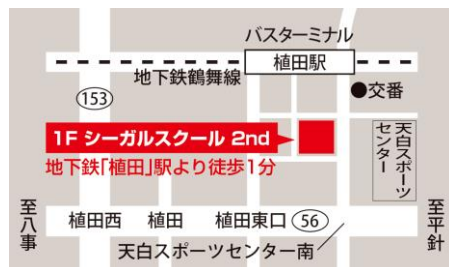 バスターミナル
植田駅
地下鉄鶴舞線
153
●交番
1F シーガルスクール 2nd
地下鉄「植田」駅より徒歩1分
天白スポーツ
センター
至八事
植田西
植田
植田東口
56
至平針
天白スポーツセンター南